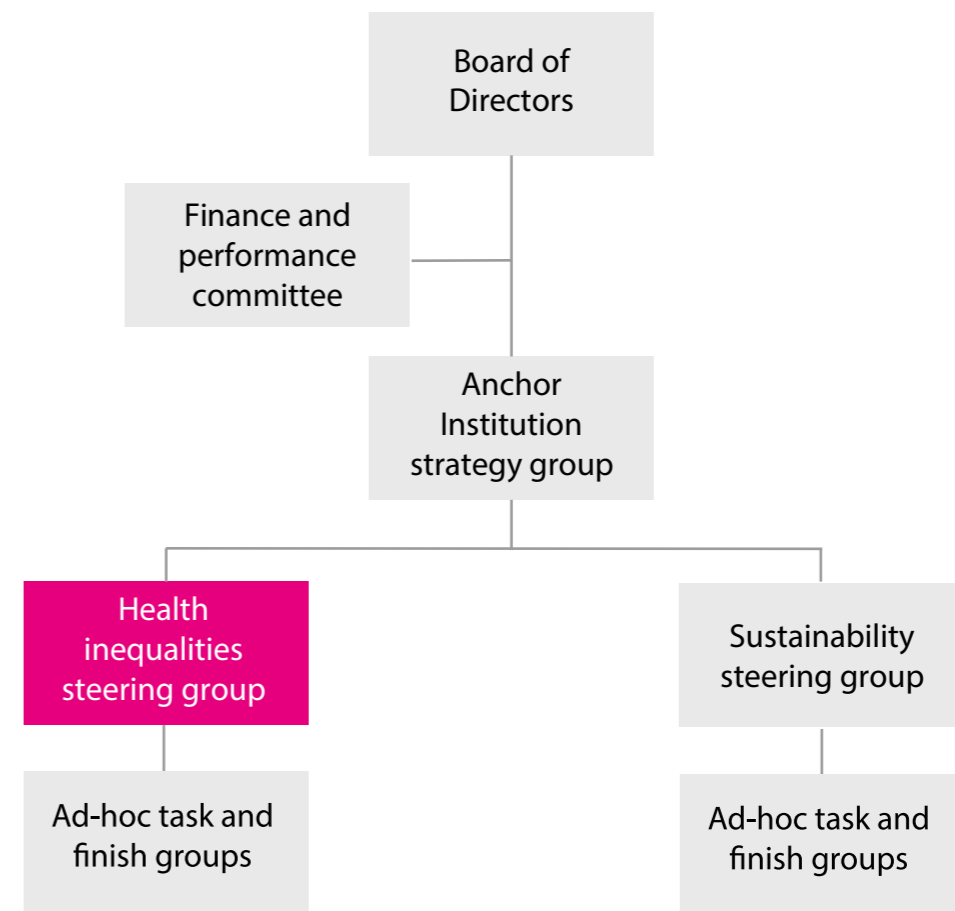 Board of
Directors
Finance and
performance
committee
Anchor
Institution
strategy group
Health
inequalities
steering group
Sustainability
steering group
Ad-hoc task and
finish groups
Ad-hoc task and
finish groups